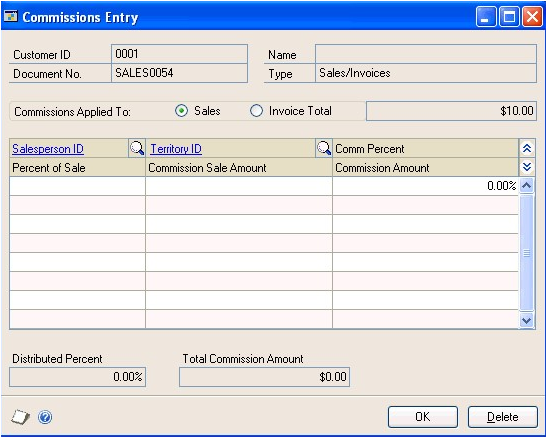 Commissions Entry
Customer ID 0001 Name
Document No. SALES0054 Type Sales/Invoices
Commissions Applied To: Sales Invoice Total $10.00
Salesperson ID Territory ID Comm Percent
Percent of Sale Commission Sale Amount Commission Amount
0.00%
Distributed Percent Total Commission Amount
0.00% $0.00
OK Delete